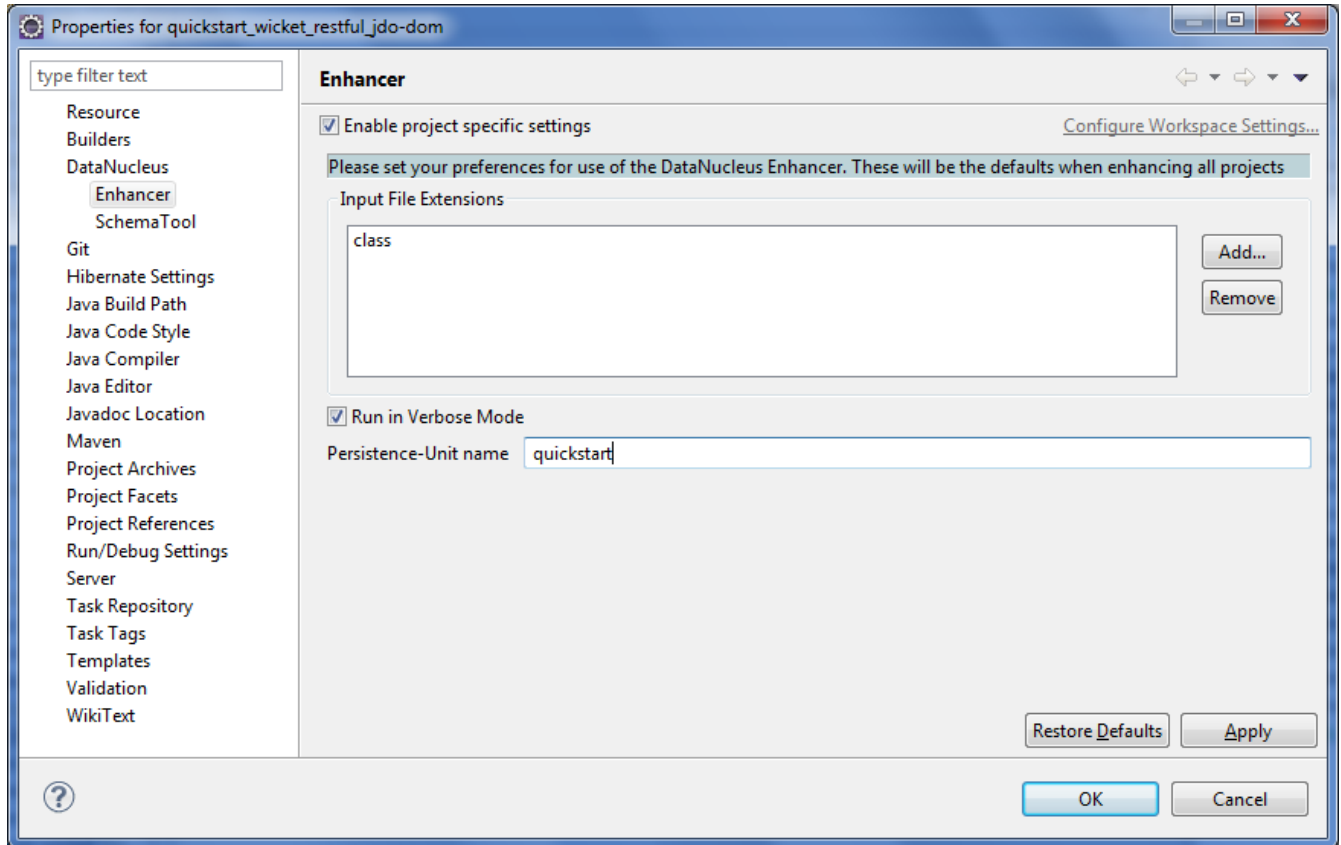 Properties for quickstart_wicket_restful_jdo-dom
type filter text
Resource
Builders
DataNucleus
Enhancer
SchemaTool
Git
Hibernate Settings
Java Build Path
Java Code Style
Java Compiler
Java Editor
Javadoc Location
Maven
Project Archives
Project Facets
Project References
Run/Debug Settings
Server
Task Repository
Task Tags
Templates
Validation
WikiText
Enhancer
Enable project specific settings
Configure Workspace Settings...
Please set your preferences for use of the DataNucleus Enhancer. These will be the defaults when enhancing all projects
Input File Extensions
class
Add...
Remove
Run in Verbose Mode
Persistence-Unit name quickstart
Restore Defaults
Apply
?
OK
Cancel